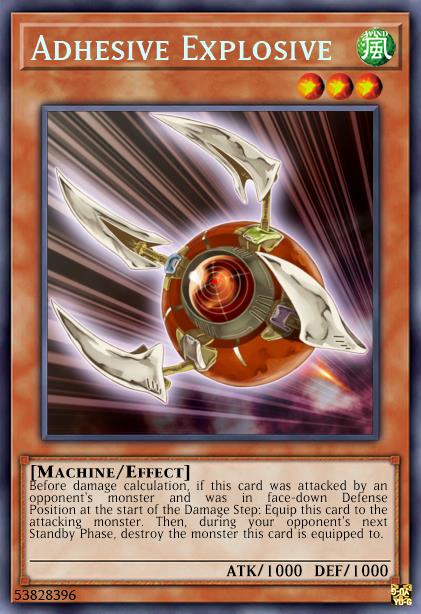 ADHESIVE EXPLOSIVE
WIND
風
[MACHINE/EFFECT]
Before damage calculation, if this card was attacked by an
opponent's monster and was in face-down Defense
Position at the start of the Damage Step: Equip this card to the
attacking monster. Then, during your opponent's next
Standby Phase, destroy the monster this card is equipped to.
ATK/1000 DEF/1000
53828396